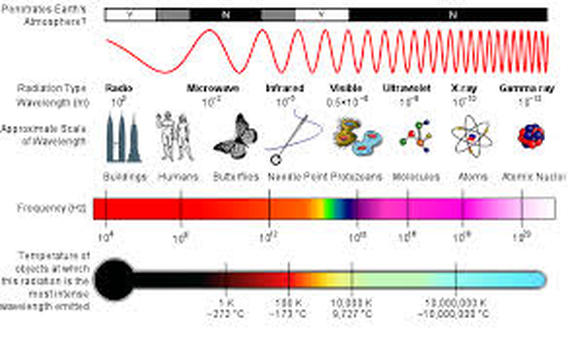 Penetrates Earth's
Atmosphere?
Y N Y N
Radiation Type
Radio Microwave Infrared Visible Ultraviolet X-ray Gamma ray
Wavelength (m)
10³ 10⁻² 10⁻⁵ 0.5×10⁻⁶ 10⁻⁸ 10⁻¹⁰ 10⁻¹²
Approximate Scale
of Wavelength
Buildings Humans Butterflies Needle Point Protozoans Molecules Atoms Atomic Nuclei
Frequency (Hz)
10⁴ 10⁸ 10¹² 10¹⁵ 10¹⁶ 10¹⁸ 10²⁰
Temperature of
objects at which
this radiation is the
most intense
wavelength emitted
1 K 100 K 10,000 K 10,000,000 K
−272 °C −173 °C 9,727 °C ~10,000,000 °C